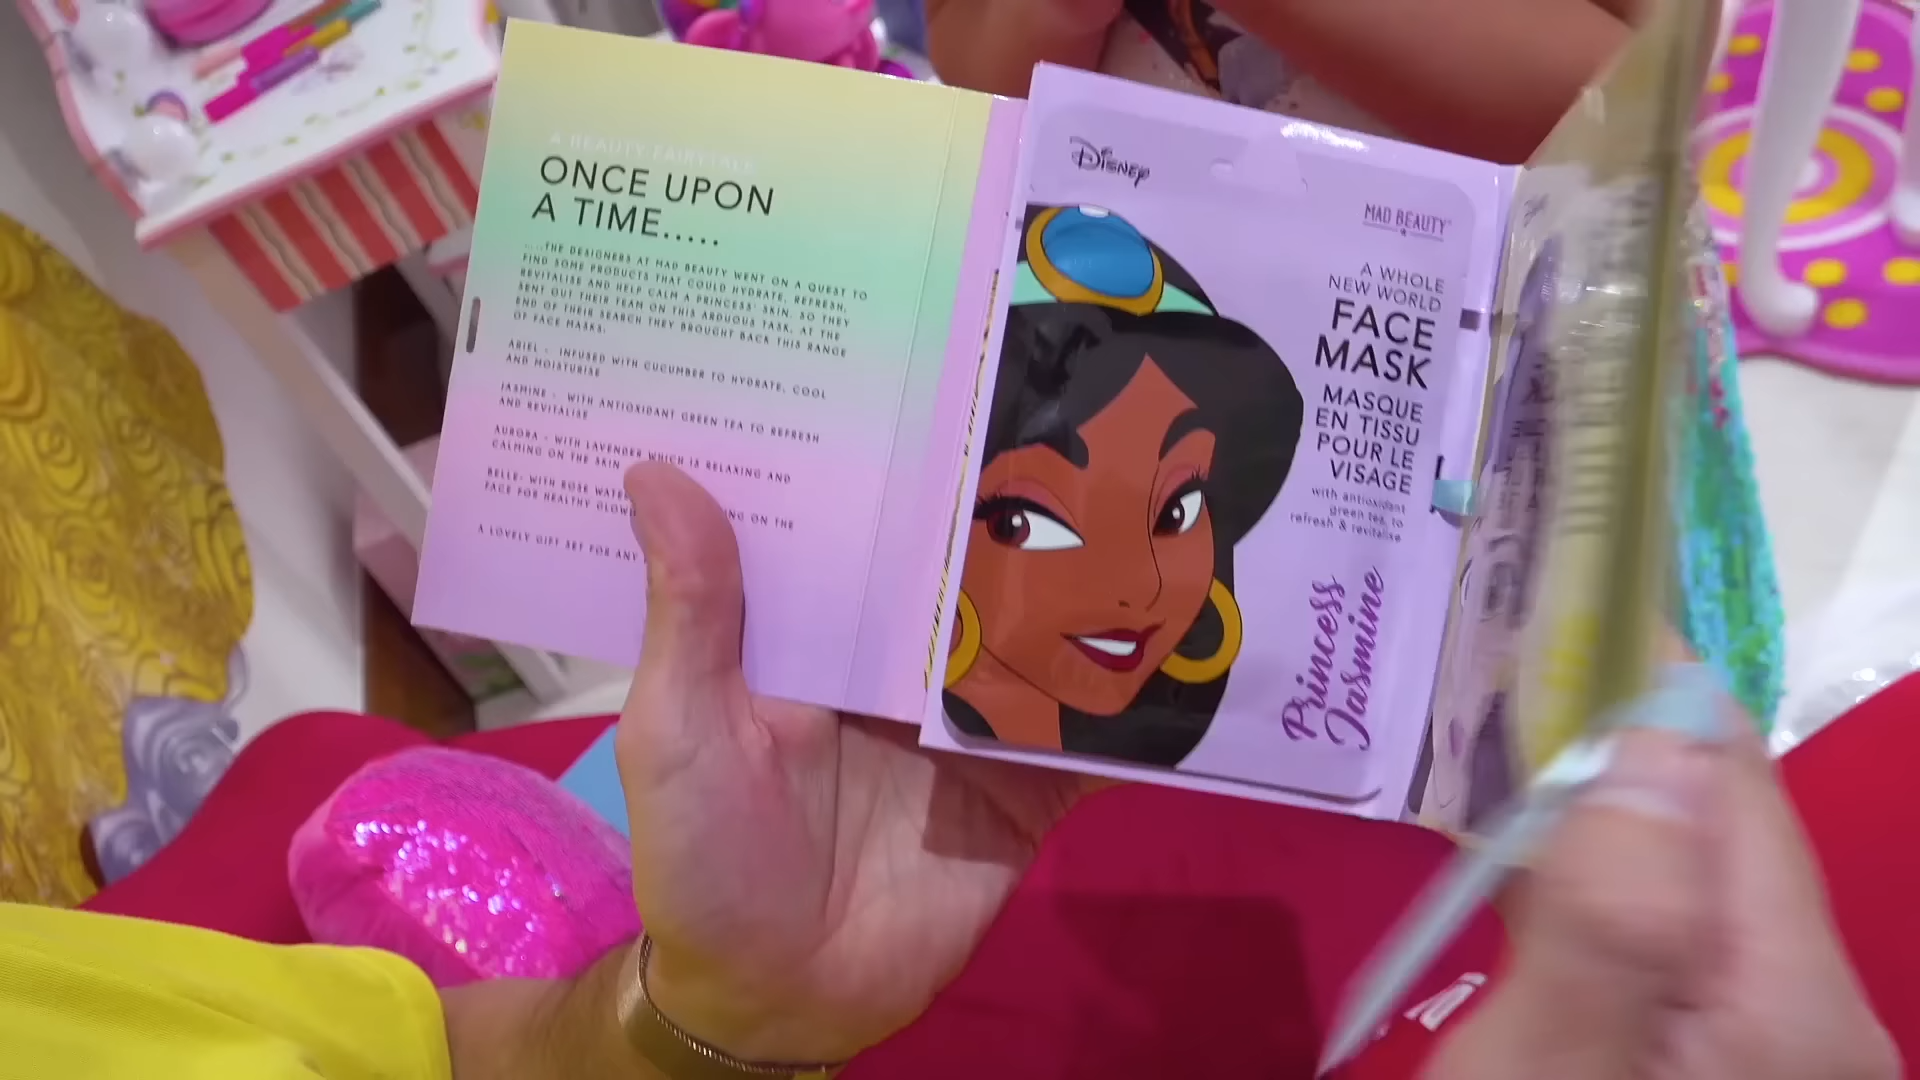 A BEAUTY FAIRYTALE
ONCE UPON
A TIME.....
.....THE DESIGNERS AT MAD BEAUTY WENT ON A QUEST TO
FIND SOME PRODUCTS THAT COULD HYDRATE, REFRESH,
REVITALISE AND HELP CALM A PRINCESS' SKIN. SO THEY
SENT OUT THEIR TEAM ON THIS ARDUOUS TASK, AT THE
END OF THEIR SEARCH THEY BROUGHT BACK THIS RANGE
OF FACE MASKS.
ARIEL - INFUSED WITH CUCUMBER TO HYDRATE, COOL
AND MOISTURISE
JASMINE - WITH ANTIOXIDANT GREEN TEA TO REFRESH
AND REVITALISE
AURORA - WITH LAVENDER WHICH IS RELAXING AND
CALMING ON THE SKIN
BELLE- WITH ROSE WATER
FACE FOR HEALTHY GLOW ON THE
A LOVELY GIFT SET FOR ANY
Disney
MAD BEAUTY
A WHOLE
NEW WORLD
FACE
MASK
MASQUE
EN TISSU
POUR LE
VISAGE
with antioxidant
green tea, to
refresh & revitalise
Princess
Jasmine